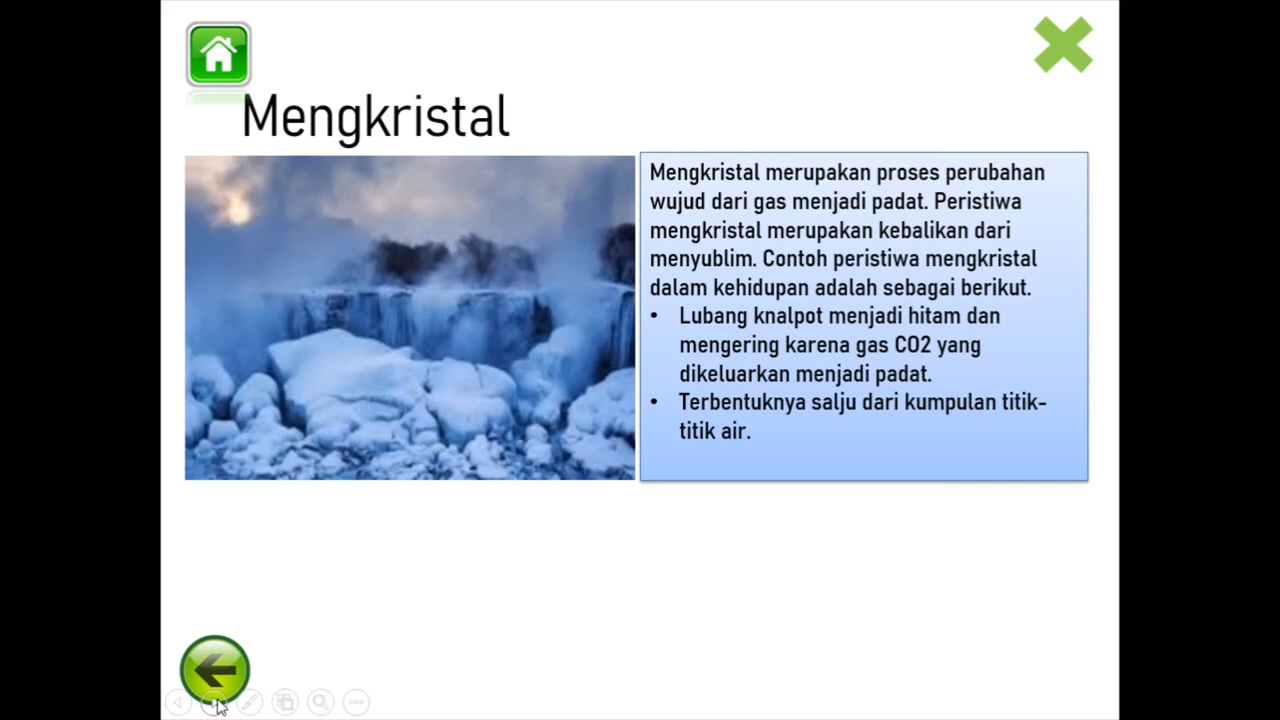 Mengkristal
Mengkristal merupakan proses perubahan
wujud dari gas menjadi padat. Peristiwa
mengkristal merupakan kebalikan dari
menyublim. Contoh peristiwa mengkristal
dalam kehidupan adalah sebagai berikut.
• Lubang knalpot menjadi hitam dan
mengering karena gas CO2 yang
dikeluarkan menjadi padat.
• Terbentuknya salju dari kumpulan titik-
titik air.